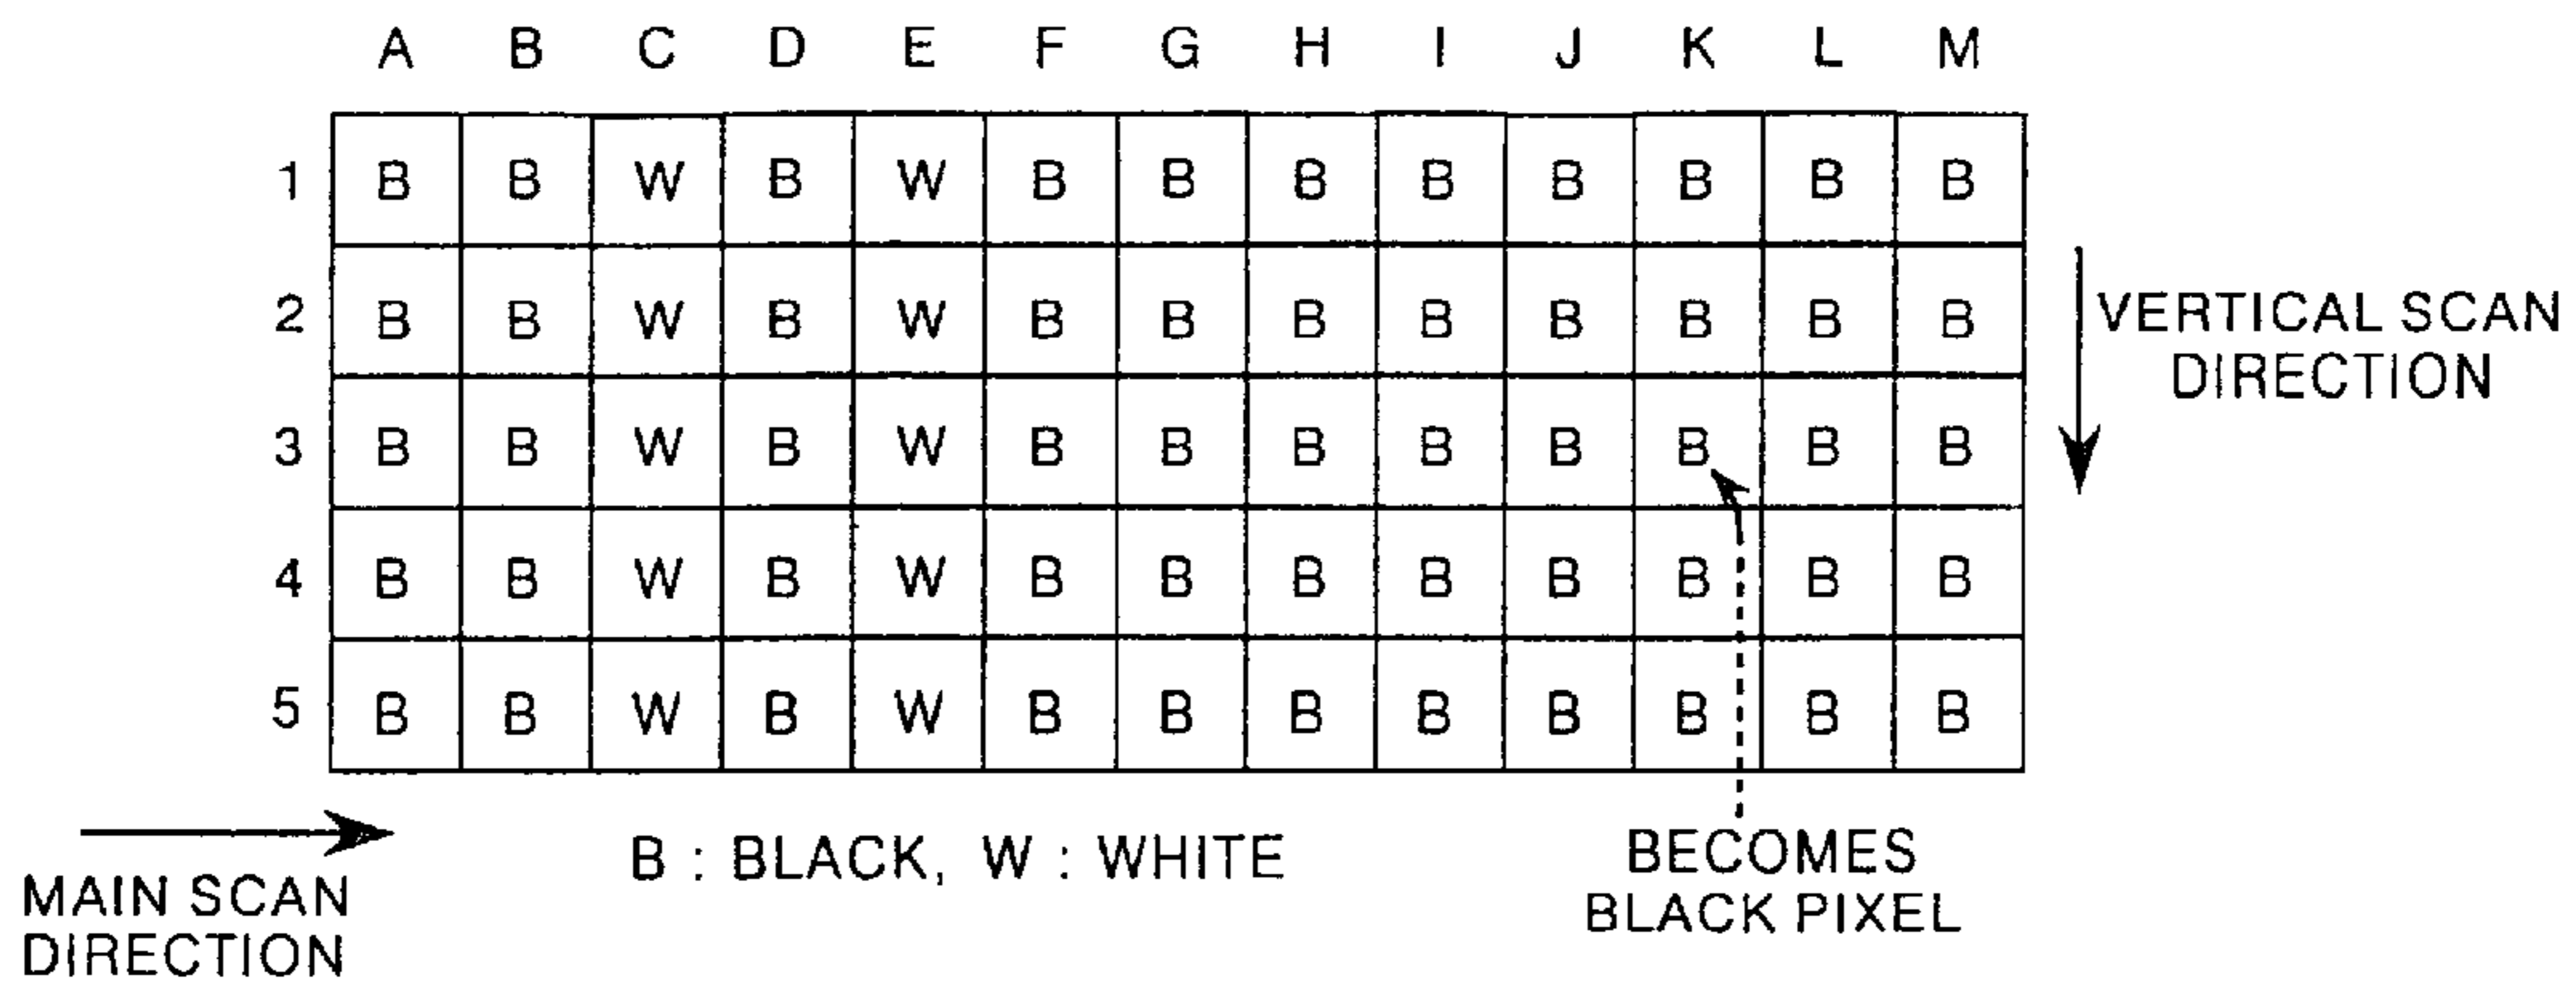 A B C D E F G H I J K L M
1 B B W B W B B B B B B B B
2 B B W B W B B B B B B B B
VERTICAL SCAN
DIRECTION
3 B B W B W B B B B B B B B
4 B B W B W B B B B B B B B
5 B B W B W B B B B B B B B
MAIN SCAN
DIRECTION
B : BLACK, W : WHITE
BECOMES
BLACK PIXEL